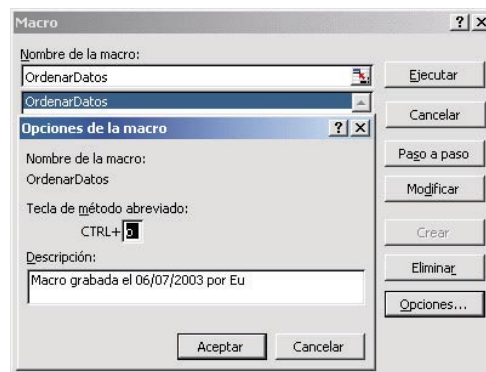 Macro
Nombre de la macro:
OrdenarDatos
OrdenarDatos
Ejecutar
Cancelar
Paso a paso
Modificar
Crear
Eliminar
Opciones...
Opciones de la macro
Nombre de la macro:
OrdenarDatos
Tecla de método abreviado:
CTRL+o
Descripción:
Macro grabada el 06/07/2003 por Eu
Aceptar
Cancelar